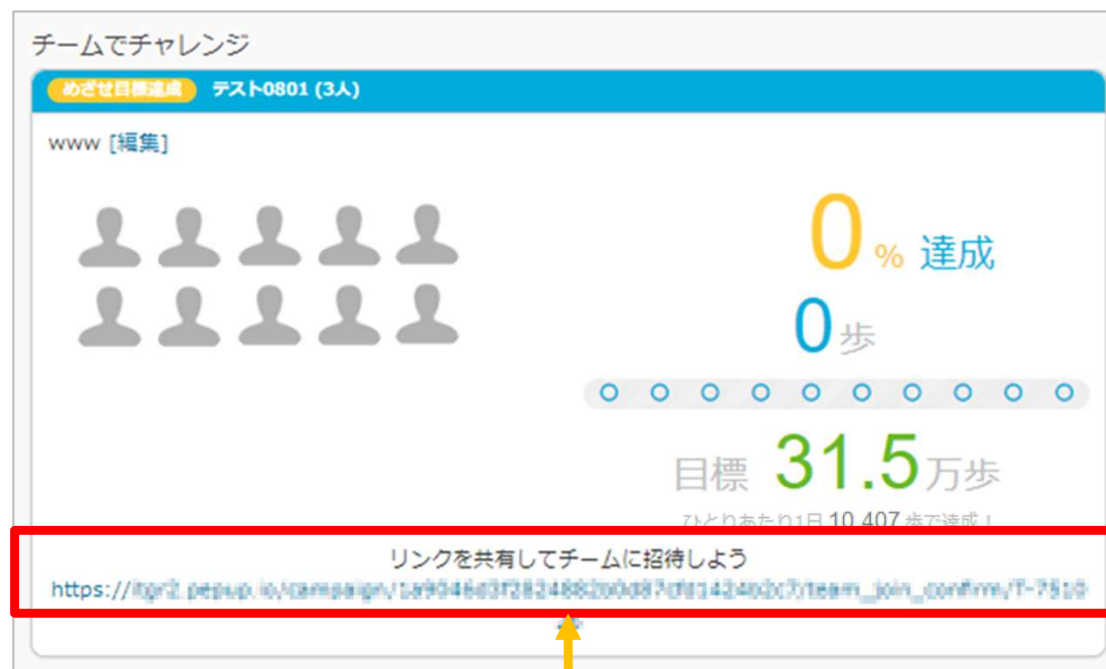 チームでチャレンジ
めざせ目標達成 テスト0801 (3人)
www [編集]
0 % 達成
0 歩
目標 31.5 万歩
ひとりあたり1日 10,407 歩で達成！
リンクを共有してチームに招待しよう
https://